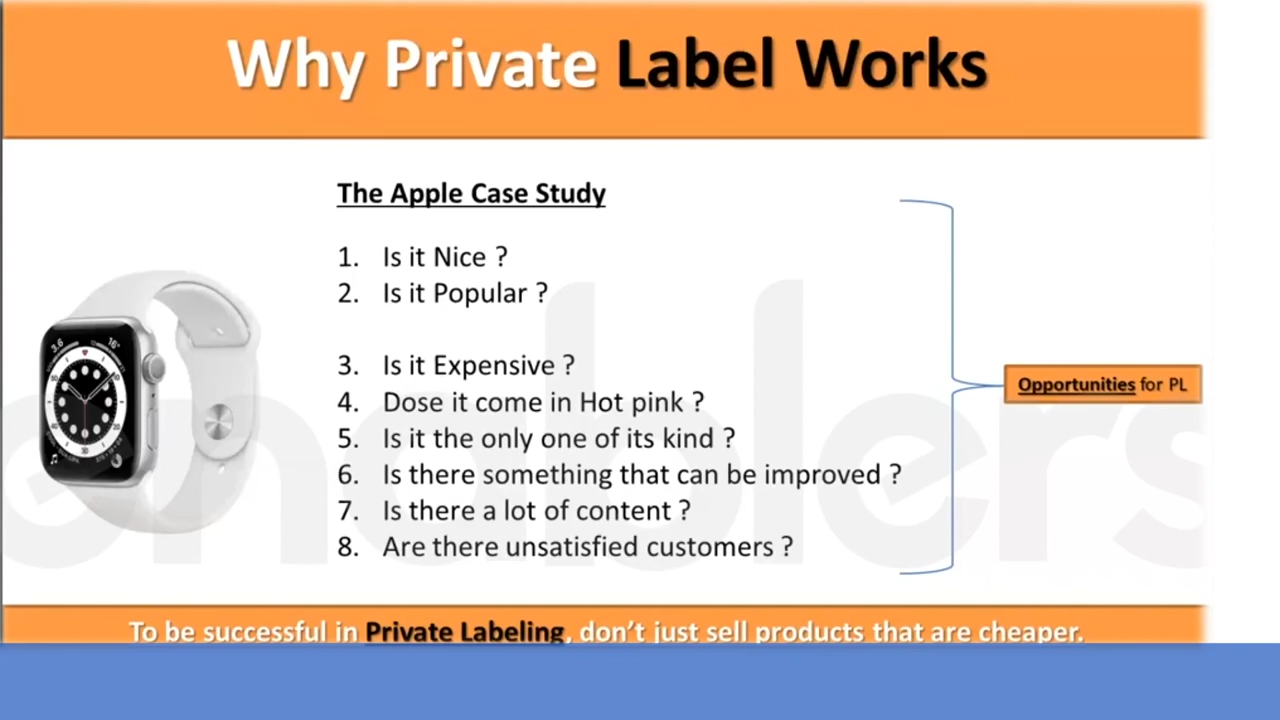 Why Private Label Works
The Apple Case Study
1. Is it Nice ?
2. Is it Popular ?
3. Is it Expensive ?
4. Dose it come in Hot pink ?
5. Is it the only one of its kind ?
6. Is there something that can be improved ?
7. Is there a lot of content ?
8. Are there unsatisfied customers ?
Opportunities for PL
enablers
To be successful in Private Labeling, don't just sell products that are cheaper.